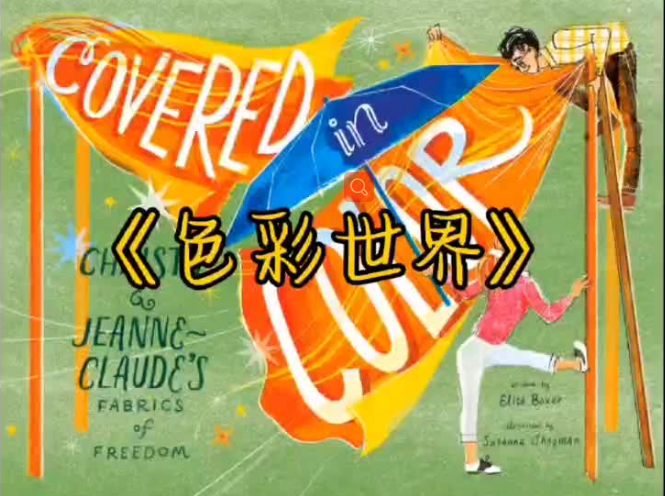 COVERED
in
COLOR
《色彩世界》
CHRISTO
&
JEANNE~
CLAUDE'S
FABRICS
of
FREEDOM
written by
Elisa Boxer
illustrated by
Susanna Chapman